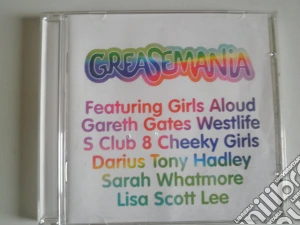 GREASEMANIA
Featuring Girls Aloud
Gareth Gates Westlife
S Club 8 Cheeky Girls
Darius Tony Hadley
Sarah Whatmore
Lisa Scott Lee